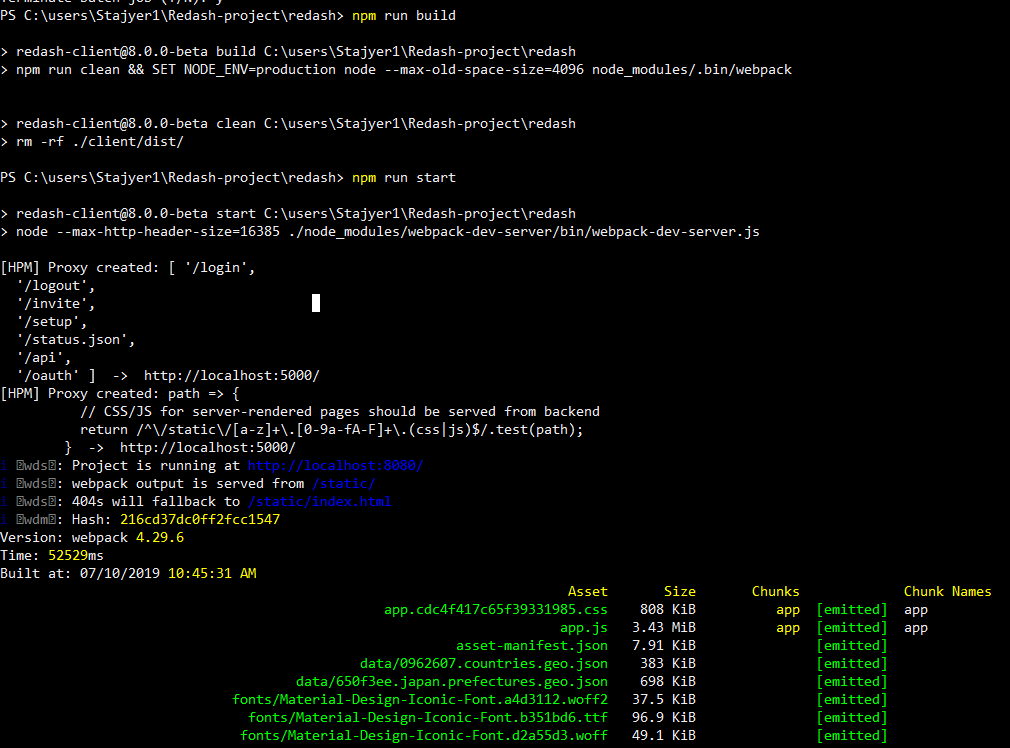 Terminate batch job (Y/N)? y
PS C:\users\Stajyer1\Redash-project\redash> npm run build
> redash-client@8.0.0-beta build C:\users\Stajyer1\Redash-project\redash
> npm run clean && SET NODE_ENV=production node --max-old-space-size=4096 node_modules/.bin/webpack
> redash-client@8.0.0-beta clean C:\users\Stajyer1\Redash-project\redash
> rm -rf ./client/dist/
PS C:\users\Stajyer1\Redash-project\redash> npm run start
> redash-client@8.0.0-beta start C:\users\Stajyer1\Redash-project\redash
> node --max-http-header-size=16385 ./node_modules/webpack-dev-server/bin/webpack-dev-server.js
[HPM] Proxy created: [ '/login',
'/logout',
'/invite',
'/setup',
'/status.json',
'/api',
'/oauth' ]  ->  http://localhost:5000/
[HPM] Proxy created: path => {
// CSS/JS for server-rendered pages should be served from backend
return /^\/static\/[a-z]+\.[0-9a-fA-F]+\.(css|js)$/.test(path);
}  ->  http://localhost:5000/
i wds: Project is running at http://localhost:8080/
i wds: webpack output is served from /static/
i wds: 404s will fallback to /static/index.html
i wdm: Hash: 216cd37dc0ff2fcc1547
Version: webpack 4.29.6
Time: 52529ms
Built at: 07/10/2019 10:45:31 AM
Asset Size Chunks Chunk Names
app.cdc4f417c65f39331985.css 808 KiB app [emitted] app
app.js 3.43 MiB app [emitted] app
asset-manifest.json 7.91 KiB [emitted]
data/0962607.countries.geo.json 383 KiB [emitted]
data/650f3ee.japan.prefectures.geo.json 698 KiB [emitted]
fonts/Material-Design-Iconic-Font.a4d3112.woff2 37.5 KiB [emitted]
fonts/Material-Design-Iconic-Font.b351bd6.ttf 96.9 KiB [emitted]
fonts/Material-Design-Iconic-Font.d2a55d3.woff 49.1 KiB [emitted]